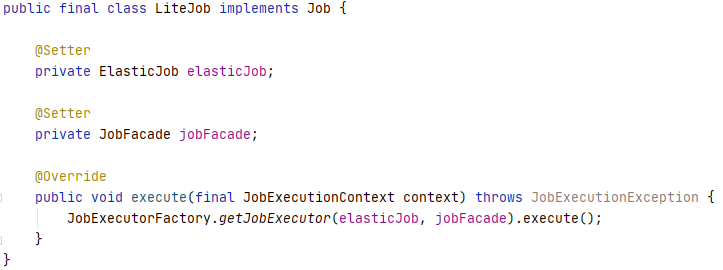 public final class LiteJob implements Job {
@Setter
private ElasticJob elasticJob;
@Setter
private JobFacade jobFacade;
@Override
public void execute(final JobExecutionContext context) throws JobExecutionException {
JobExecutorFactory.getJobExecutor(elasticJob, jobFacade).execute();
}
}